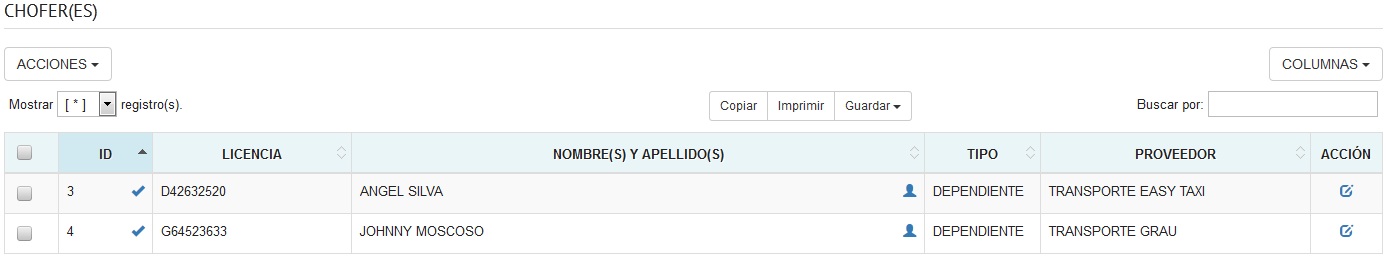 CHOFER(ES)
ACCIONES
COLUMNAS
Mostrar [ * ] registro(s). Copiar Imprimir Guardar Buscar por:
ID LICENCIA NOMBRE(S) Y APELLIDO(S) TIPO PROVEEDOR ACCIÓN
3 D42632520 ANGEL SILVA DEPENDIENTE TRANSPORTE EASY TAXI
4 G64523633 JOHNNY MOSCOSO DEPENDIENTE TRANSPORTE GRAU